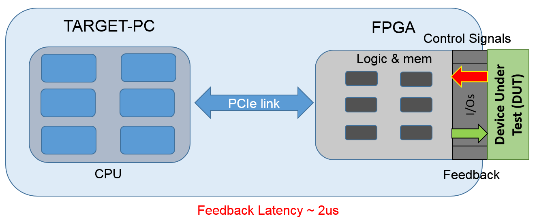 TARGET-PC
FPGA
Control Signals
Logic & mem
PCIe link
I/Os
Device Under
Test (DUT)
CPU
Feedback
Feedback Latency ~ 2us